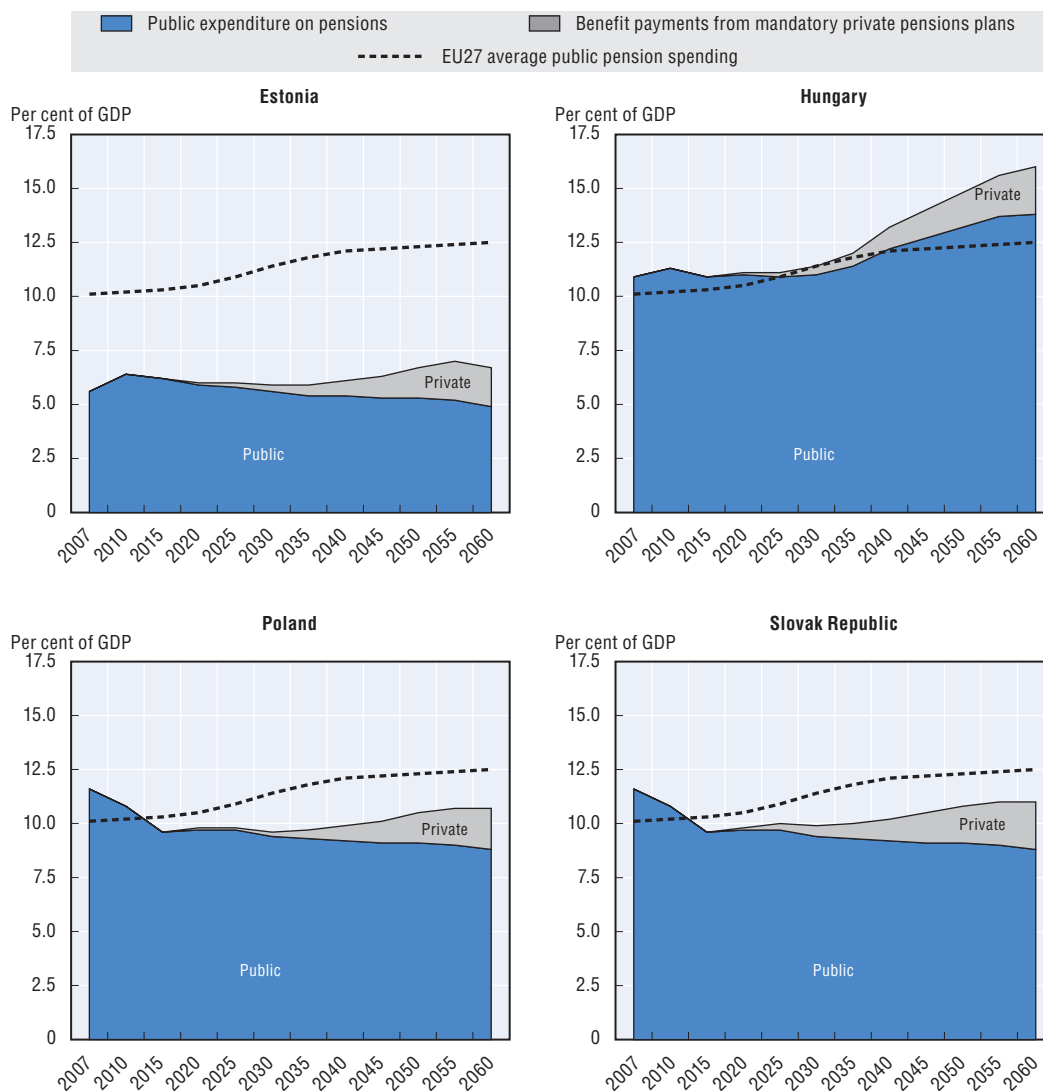 Public expenditure on pensions Benefit payments from mandatory private pensions plans
EU27 average public pension spending
Estonia
Per cent of GDP
17.5
15.0
12.5
10.0
7.5
5.0
2.5
0
Private
Public
2007 2010 2015 2020 2025 2030 2035 2040 2045 2050 2055 2060
Hungary
Per cent of GDP
17.5
15.0
12.5
10.0
7.5
5.0
2.5
0
Private
Public
2007 2010 2015 2020 2025 2030 2035 2040 2045 2050 2055 2060
Poland
Per cent of GDP
17.5
15.0
12.5
10.0
7.5
5.0
2.5
0
Private
Public
2007 2010 2015 2020 2025 2030 2035 2040 2045 2050 2055 2060
Slovak Republic
Per cent of GDP
17.5
15.0
12.5
10.0
7.5
5.0
2.5
0
Private
Public
2007 2010 2015 2020 2025 2030 2035 2040 2045 2050 2055 2060